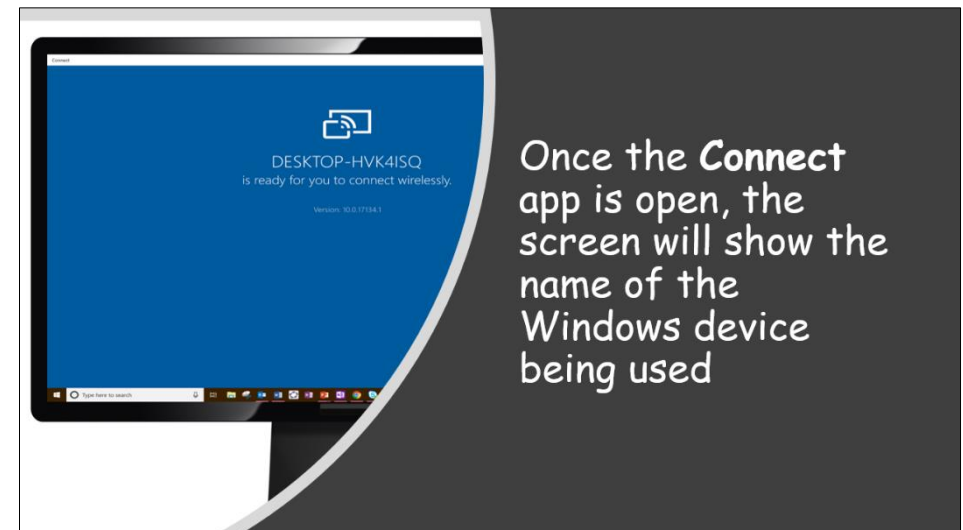 Connect
DESKTOP-HVK4ISQ
is ready for you to connect wirelessly.
Version: 10.0.17134.1
Type here to search
Once the Connect
app is open, the
screen will show the
name of the
Windows device
being used